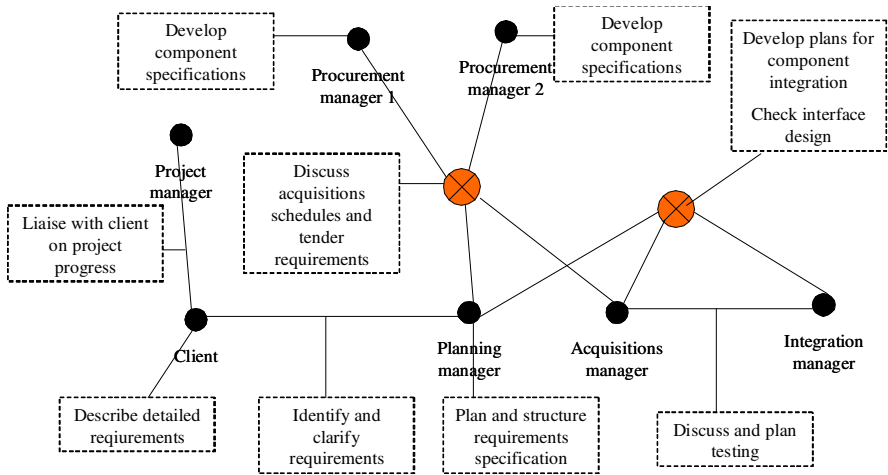 Develop
component
specifications
Procurement
manager 1
Procurement
manager 2
Develop
component
specifications
Develop plans for
component
integration
Check interface
design
Project
manager
Discuss
acquisitions
schedules and
tender
requirements
Liaise with client
on project
progress
Client
Planning
manager
Acquisitions
manager
Integration
manager
Describe detailed
reqiurements
Identify and
clarify
requirements
Plan and structure
requirements
specification
Discuss and plan
testing